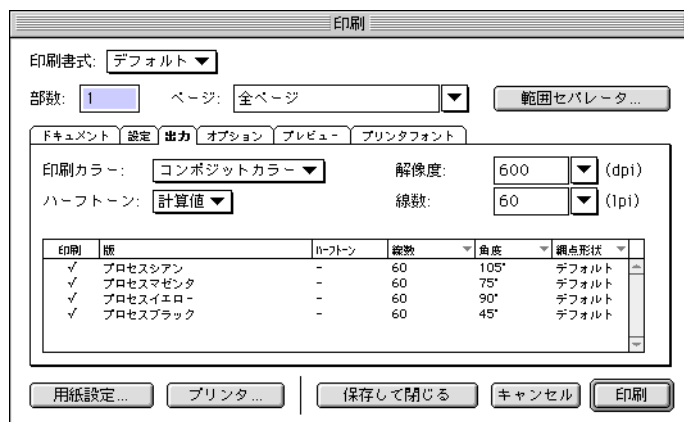 印刷
印刷書式: デフォルト
部数: 1 ページ: 全ページ 範囲セパレータ...
ドキュメント 設定 出力 オプション プレビュー プリンタフォント
印刷カラー: コンポジットカラー 解像度: 600 (dpi)
ハーフトーン: 計算値 線数: 60 (lpi)
印刷 版 ハーフトーン 線数 角度 網点形状
✓ プロセスシアン - 60 105° デフォルト
✓ プロセスマゼンタ - 60 75° デフォルト
✓ プロセスイエロー - 60 90° デフォルト
✓ プロセスブラック - 60 45° デフォルト
用紙設定... プリンタ... 保存して閉じる キャンセル 印刷